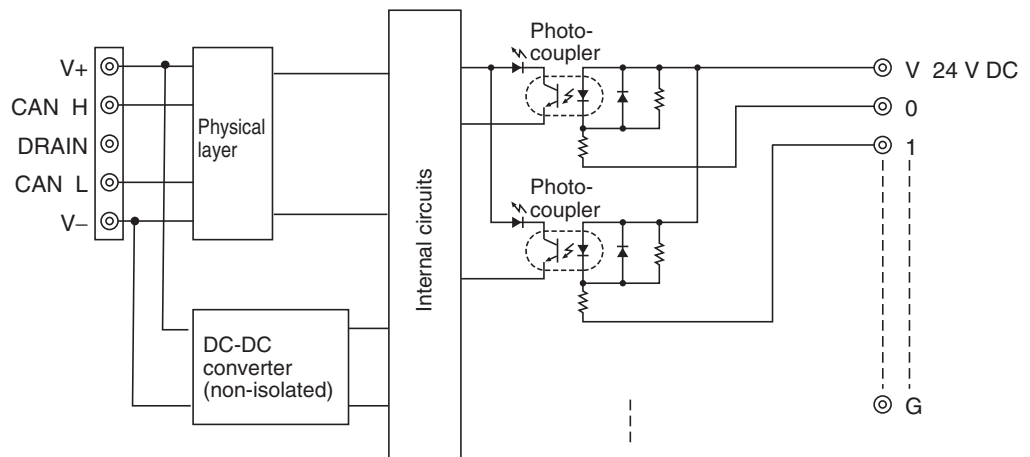 V+
CAN H
DRAIN
CAN L
V–
Physical
layer
DC-DC
converter
(non-isolated)
Internal circuits
Photo-
coupler
Photo-
coupler
V 24 V DC
0
1
G